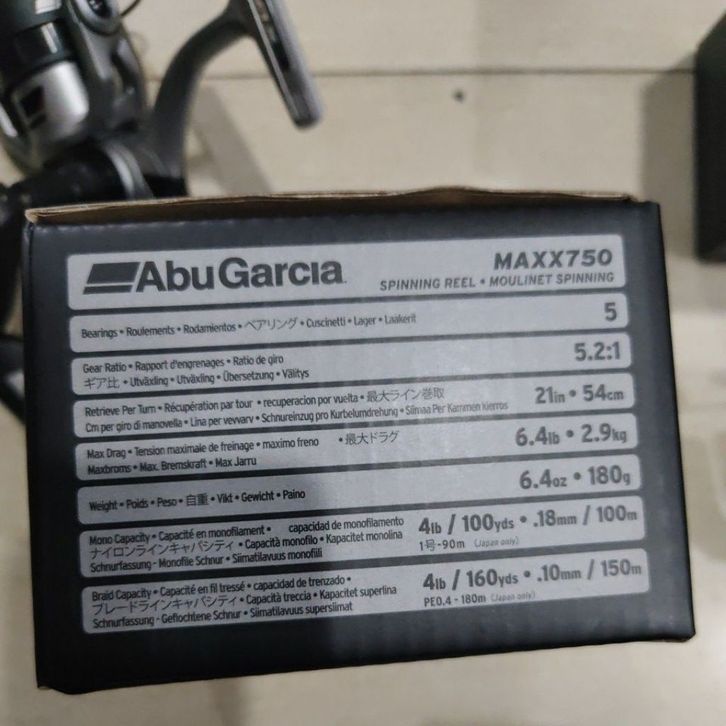 AbuGarcia
MAXX750
SPINNING REEL • MOULINET SPINNING
Bearings • Roulements • Rodamientos • ベアリング • Cuscinetti • Lager • Laakerit
5
Gear Ratio • Rapport d'engrenages • Ratio de giro
ギア比 • Utväxling • Utvaxling • Übersetzung • Välitys
5.2:1
Retrieve Per Turn • Récupération par tour • recuperacion por vuelta • 最大ライン巻取
Cm per giro di manovella • Lina per vevvarv • Schnureinzug pro Kurbelumdrehung • Siimaa Per Kammen kierros
21in • 54cm
Max Drag • Tension maximale de freinage • maximo freno • 最大ドラグ
Maxbroms • Max. Bremskraft • Max Jarru
6.4lb • 2.9kg
Weight • Poids • Peso • 自重 • Vikt • Gewicht • Paino
6.4oz • 180g
Mono Capacity • Capacité en monofilament • capacidad de monofilamento
ナイロンラインキャパシティ • Capacità monofilo • Kapacitet monolina
Schnurfassung - Monofile Schnur • Siimatilavuus monofiili
4lb / 100yds • .18mm / 100m
1号-90m (Japan only)
Braid Capacity • Capacité en fil tressé • capacidad de trenzado •
ブレードラインキャパシティ • Capacità treccia • Kapacitet superlina
Schnurfassung - Geflochtene Schnur • Siimatilavuus supersiimat
4lb / 160yds • .10mm / 150m
PE0.4 - 180m (Japan only)